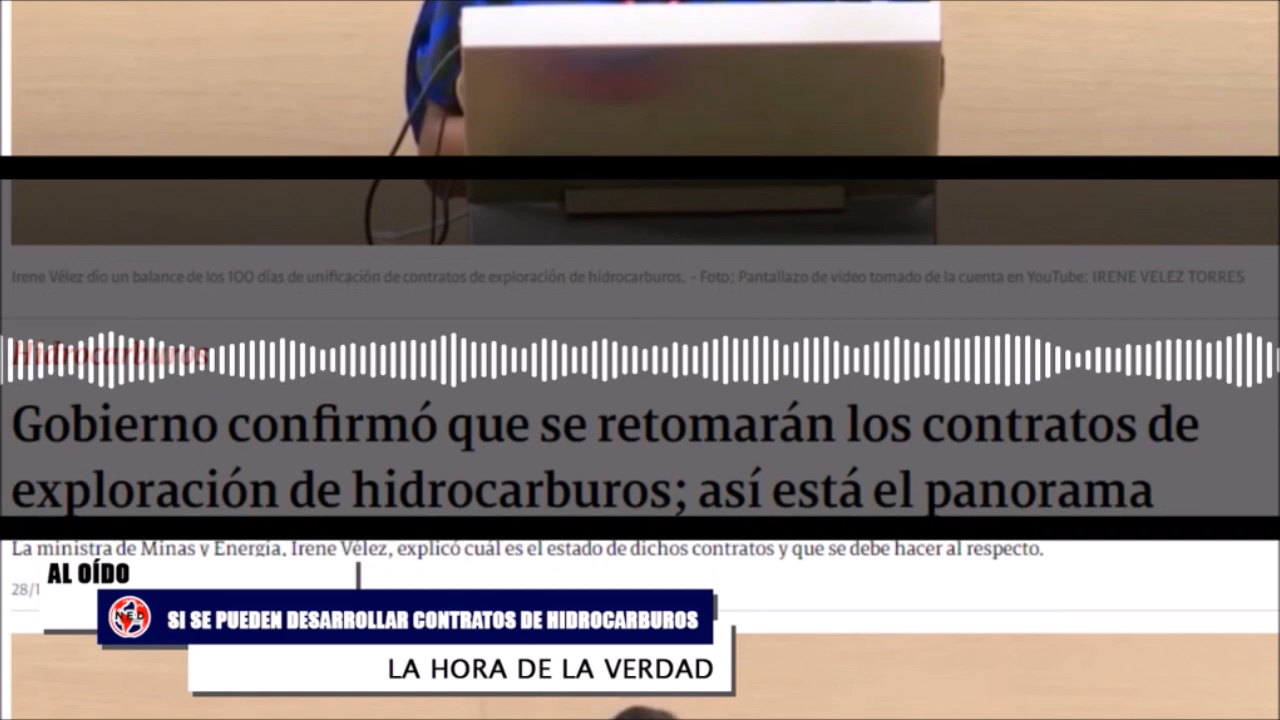 Irene Vélez dio un balance de los 100 días de unificación de contratos de exploración de hidrocarburos. - Foto: Pantallazo de video tomado de la cuenta en YouTube: IRENE VELEZ TORRES
Hidrocarburos
Gobierno confirmó que se retomarán los contratos de
exploración de hidrocarburos; así está el panorama
La ministra de Minas y Energía, Irene Vélez, explicó cuál es el estado de dichos contratos y que se debe hacer al respecto.
28/1
AL OÍDO
SI SE PUEDEN DESARROLLAR CONTRATOS DE HIDROCARBUROS
LA HORA DE LA VERDAD